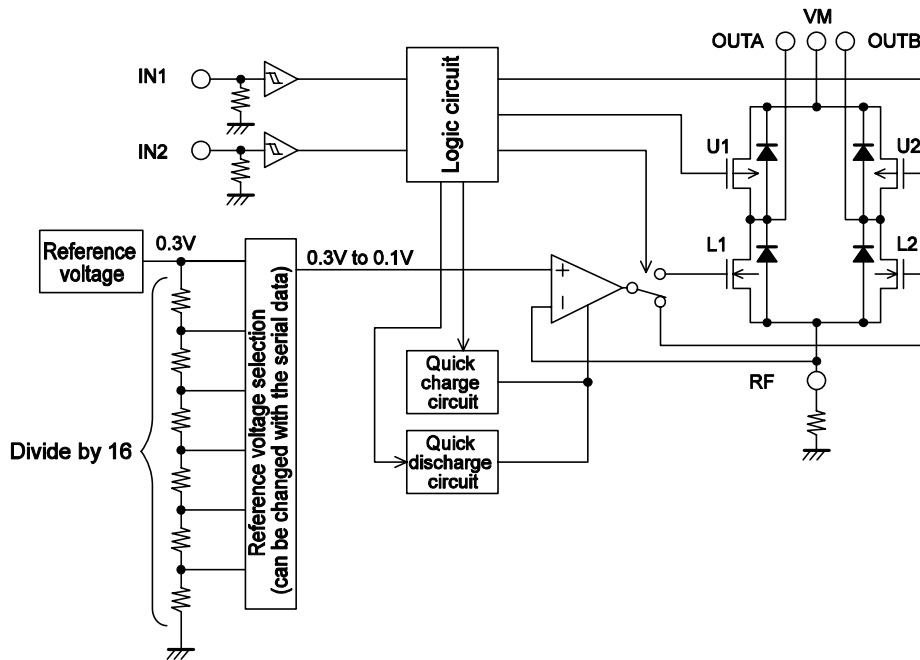 VM
OUTA
OUTB
IN1
IN2
Logic circuit
U1
U2
L1
L2
Reference
voltage
0.3V
0.3V to 0.1V
Reference voltage selection
(can be changed with the serial data)
+
−
Quick
charge
circuit
Quick
discharge
circuit
RF
Divide by 16